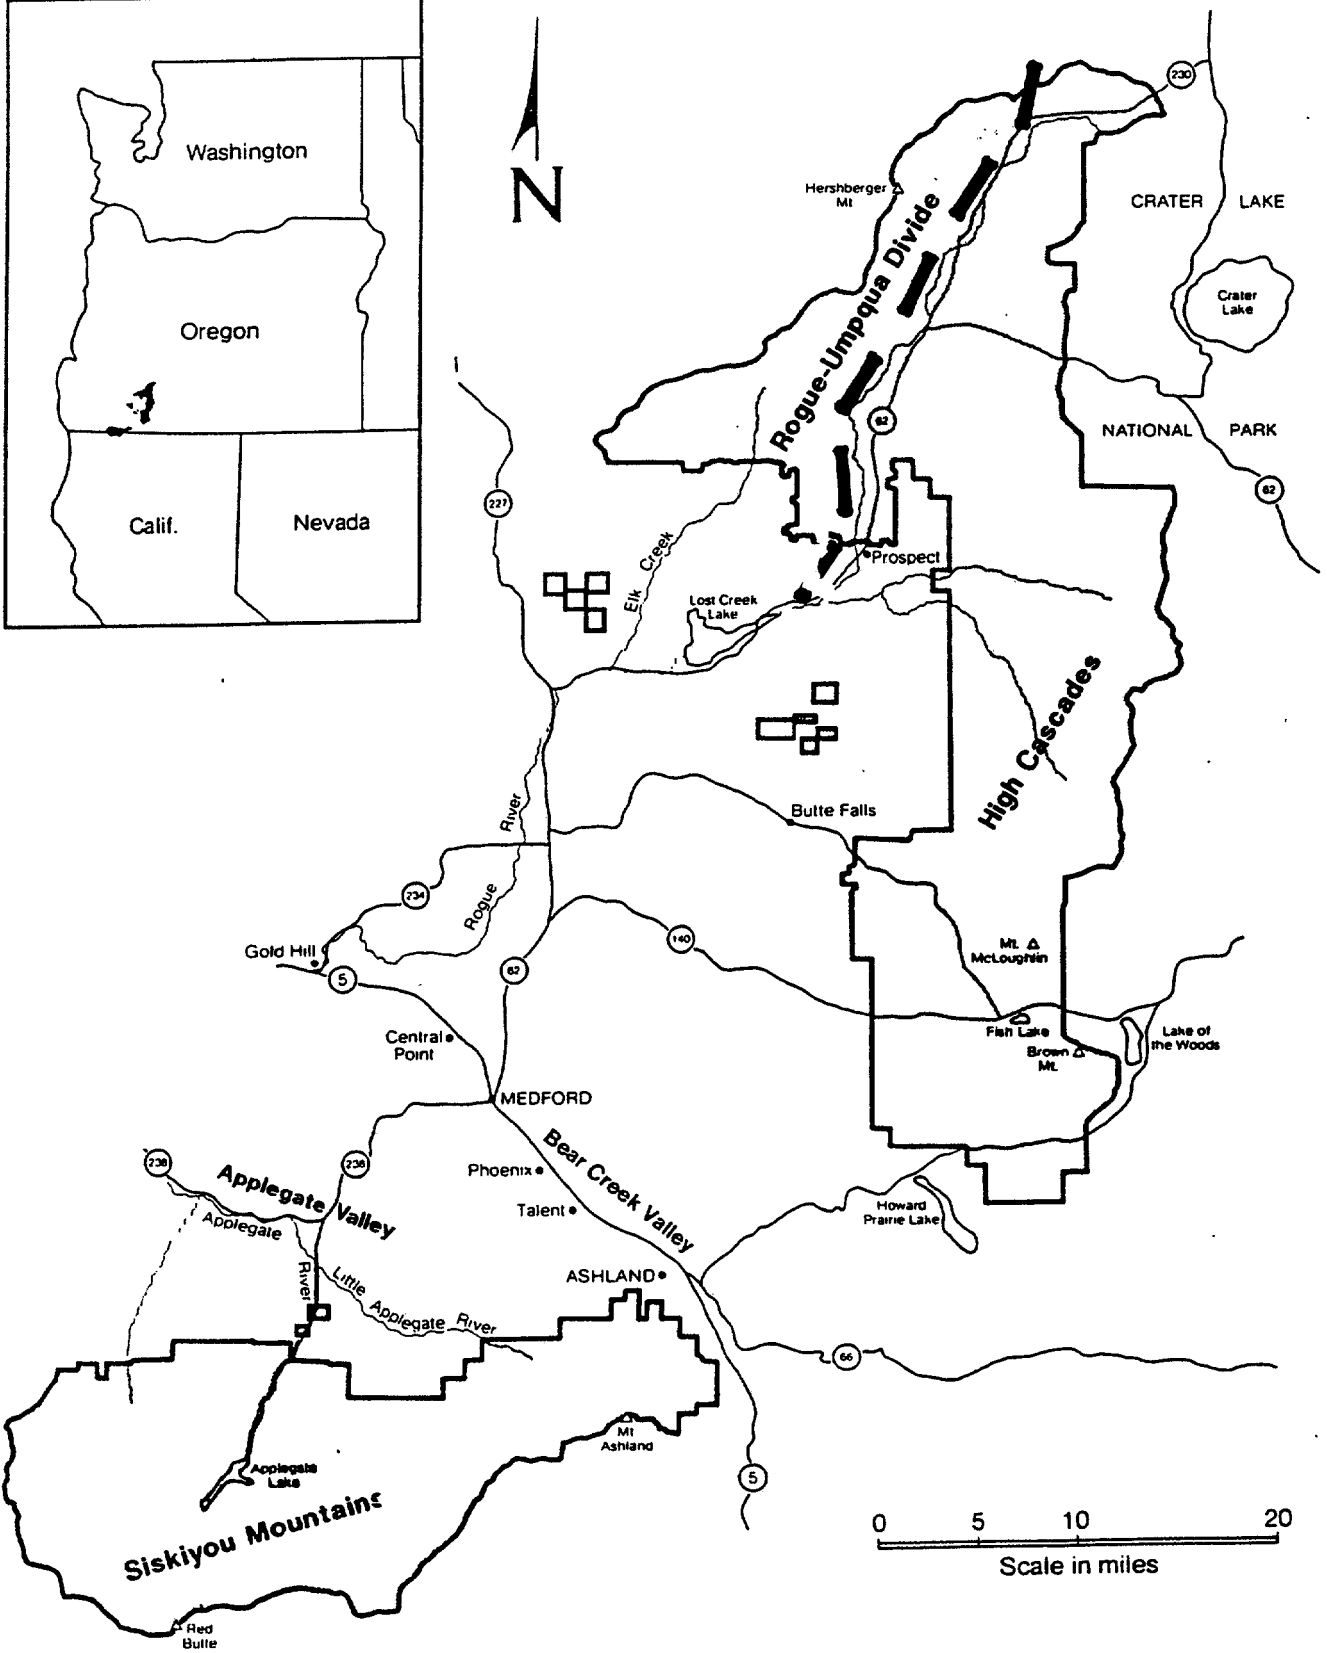 Washington
Oregon
Calif.
Nevada
N
230
Hershberger
Mt
CRATER LAKE
Crater
Lake
Rogue-Umpqua Divide
62
NATIONAL PARK
62
227
Elk Creek
Prospect
Lost Creek
Lake
High Cascades
Butte Falls
River
Rogue
234
Gold Hill
5
62
140
Mt.
McLoughlin
Fish Lake
Brown
Mt.
Lake of
the Woods
Central
Point
MEDFORD
Bear Creek Valley
Phoenix
Talent
238
238
Applegate Valley
Applegate
River
Little Applegate River
Howard
Prairie Lake
ASHLAND
66
Mt
Ashland
5
Applegate
Lake
Siskiyou Mountains
Red
Butte
0 5 10 20
Scale in miles